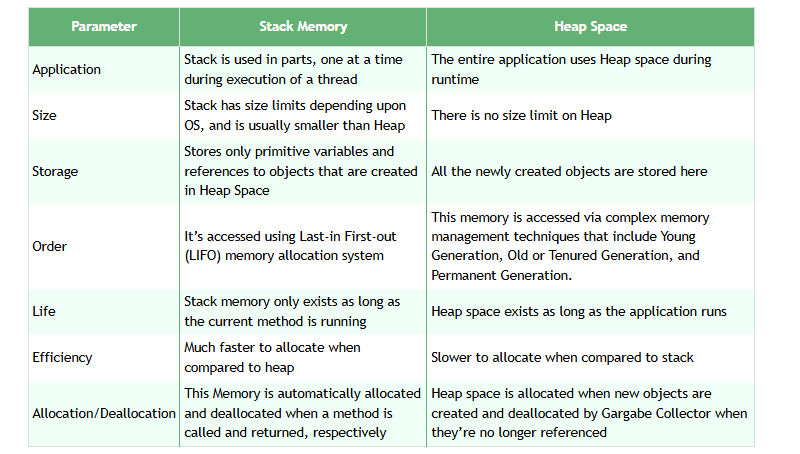 Parameter Stack Memory Heap Space
Application
Stack is used in parts, one at a time
during execution of a thread
The entire application uses Heap space during
runtime
Size
Stack has size limits depending upon
OS, and is usually smaller than Heap
There is no size limit on Heap
Storage
Stores only primitive variables and
references to objects that are created
in Heap Space
All the newly created objects are stored here
Order
It’s accessed using Last-in First-out
(LIFO) memory allocation system
This memory is accessed via complex memory
management techniques that include Young
Generation, Old or Tenured Generation, and
Permanent Generation.
Life
Stack memory only exists as long as
the current method is running
Heap space exists as long as the application runs
Efficiency
Much faster to allocate when
compared to heap
Slower to allocate when compared to stack
Allocation/Deallocation
This Memory is automatically allocated
and deallocated when a method is
called and returned, respectively
Heap space is allocated when new objects are
created and deallocated by Gargabe Collector when
they’re no longer referenced